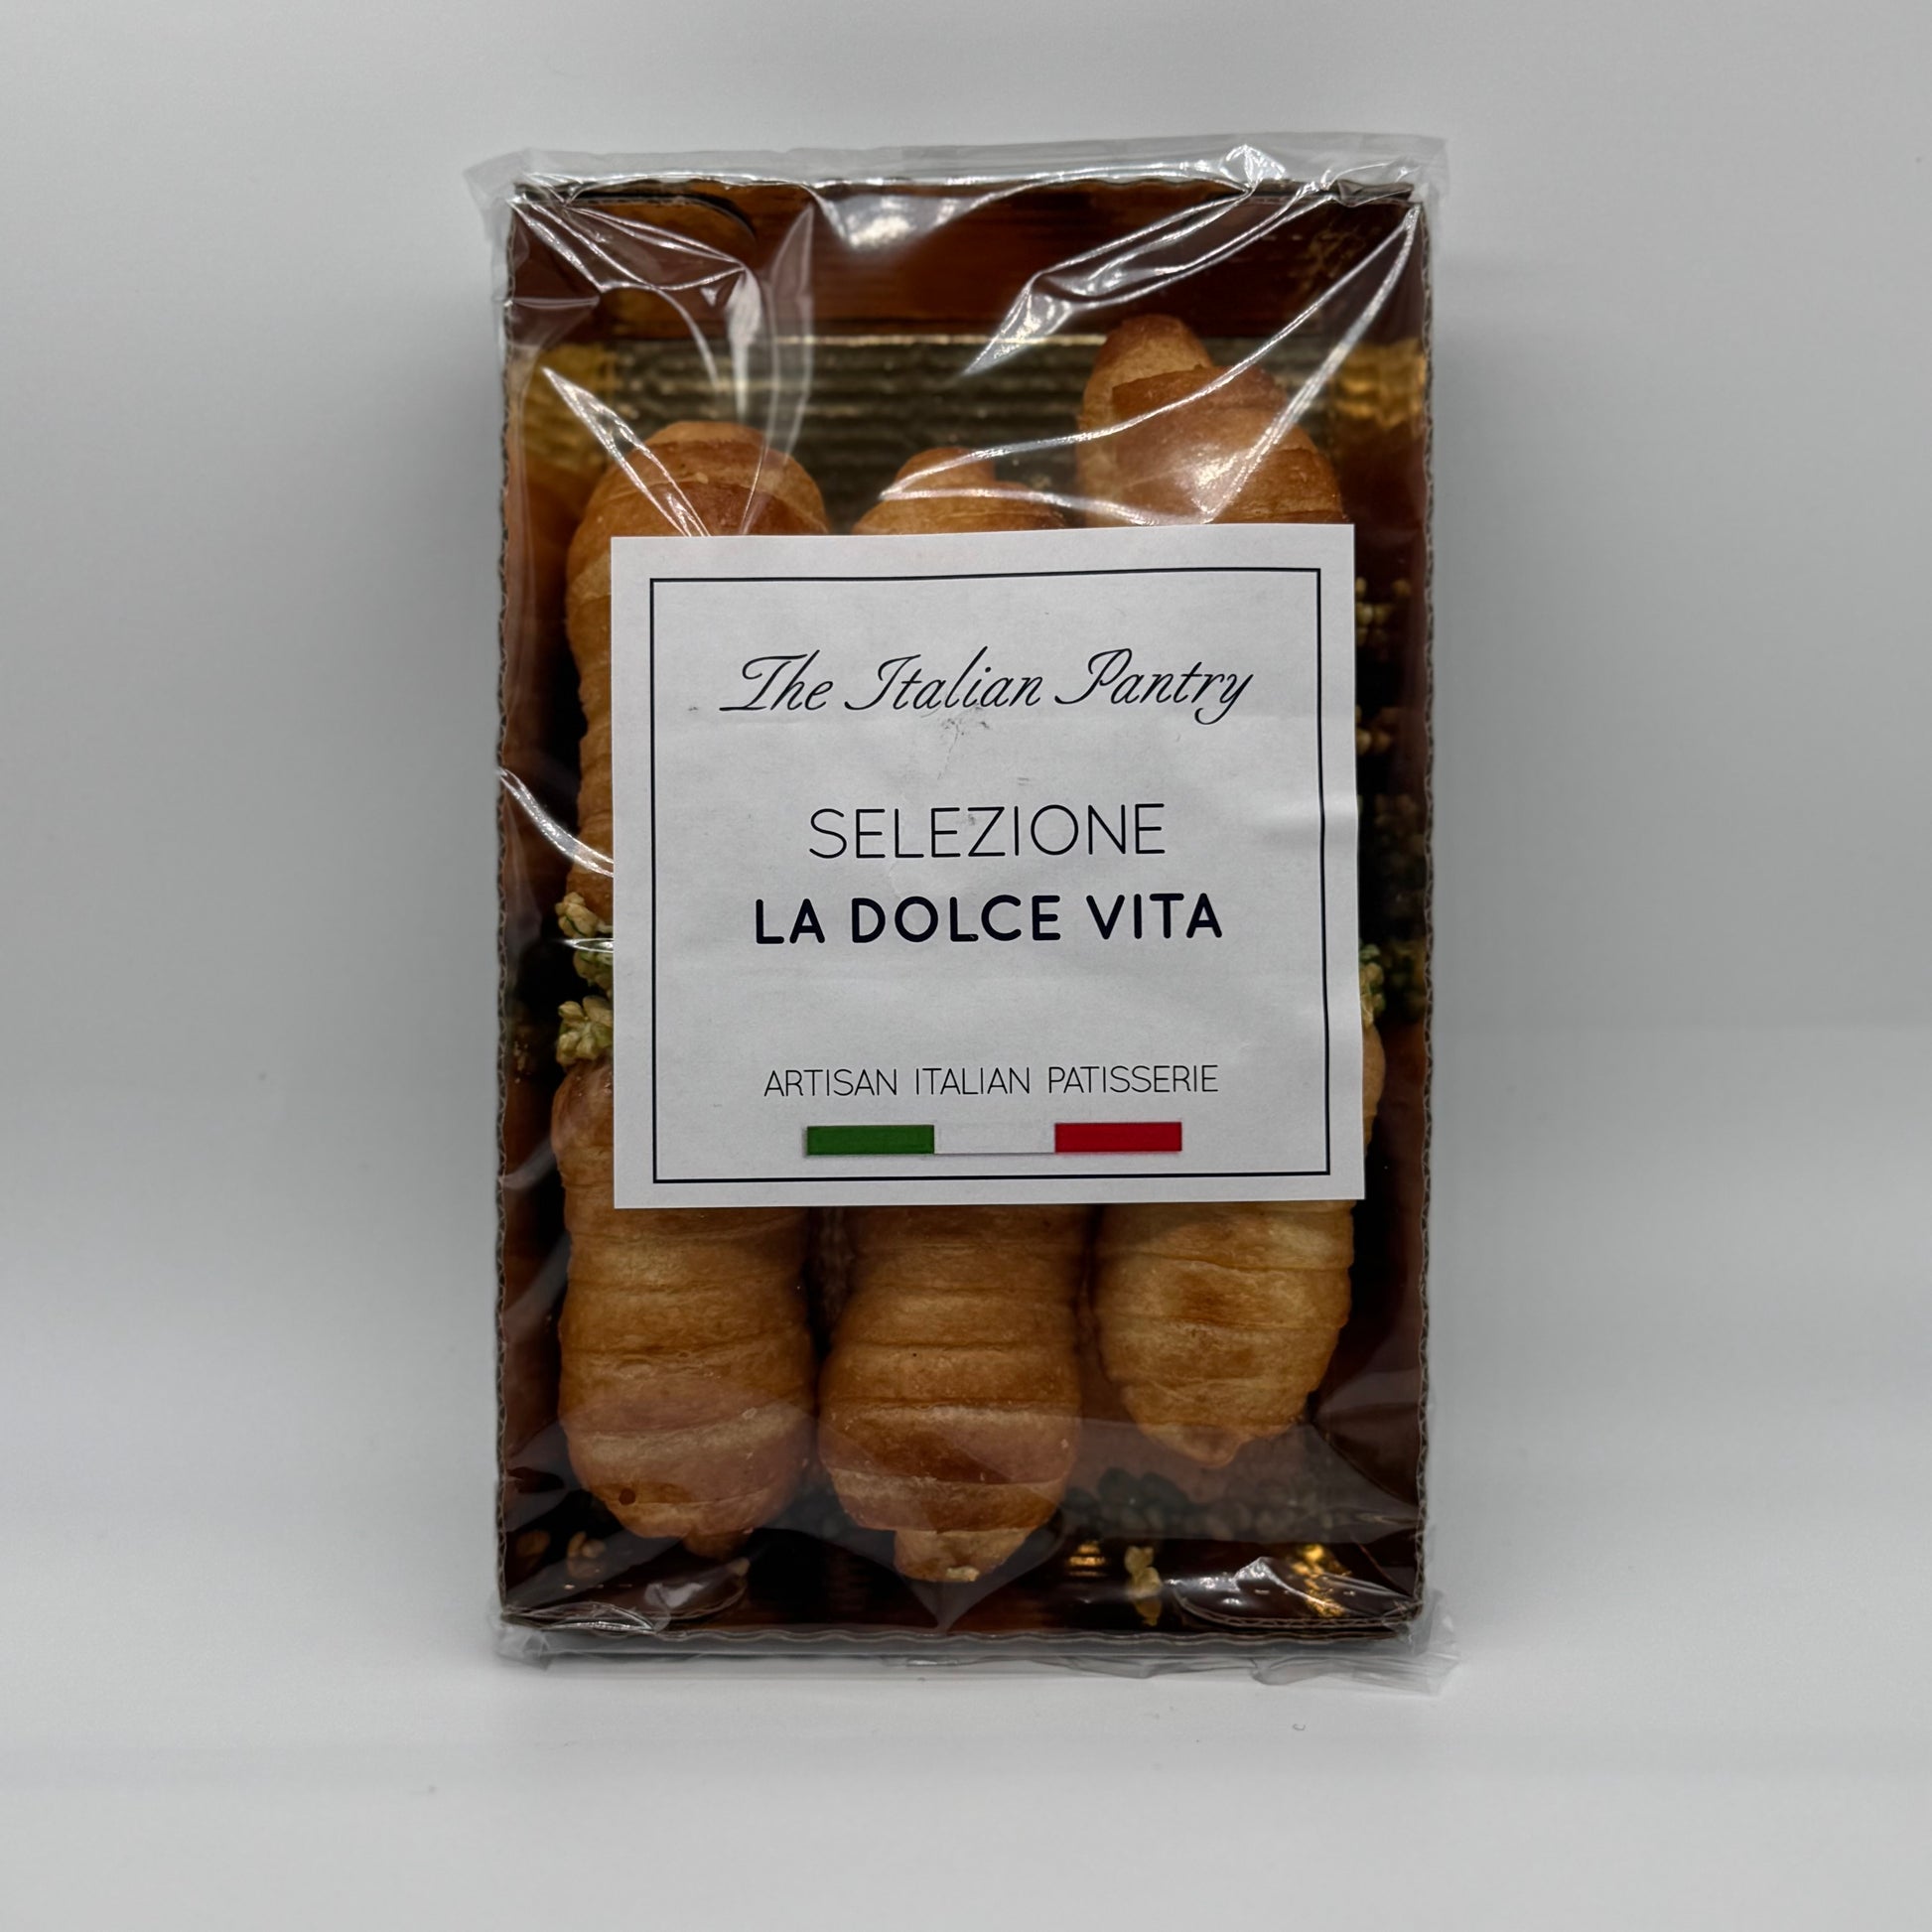 The Italian Pantry
SELEZIONE
LA DOLCE VITA
ARTISAN ITALIAN PATISSERIE